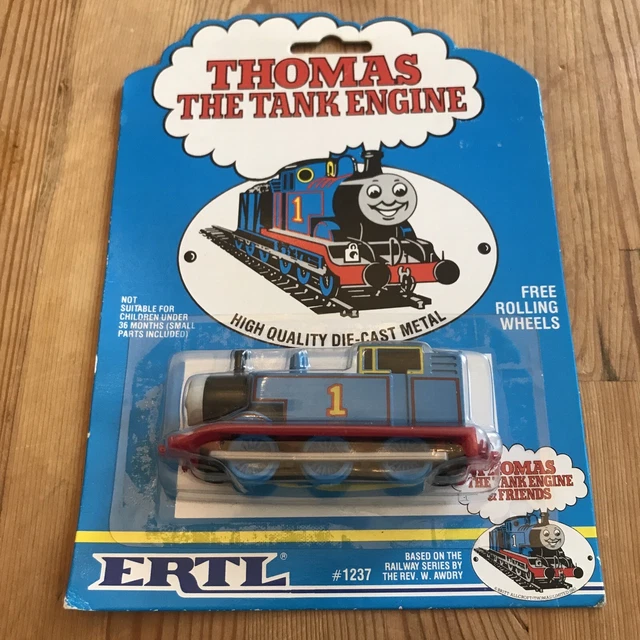 THOMAS
THE TANK ENGINE
1
HIGH QUALITY DIE-CAST METAL
NOT
SUITABLE FOR
CHILDREN UNDER
36 MONTHS (SMALL
PARTS INCLUDED)
FREE
ROLLING
WHEELS
1
THOMAS
THE TANK ENGINE
& FRIENDS
ERTL®
#1237
BASED ON THE
RAILWAY SERIES BY
THE REV. W. AWDRY